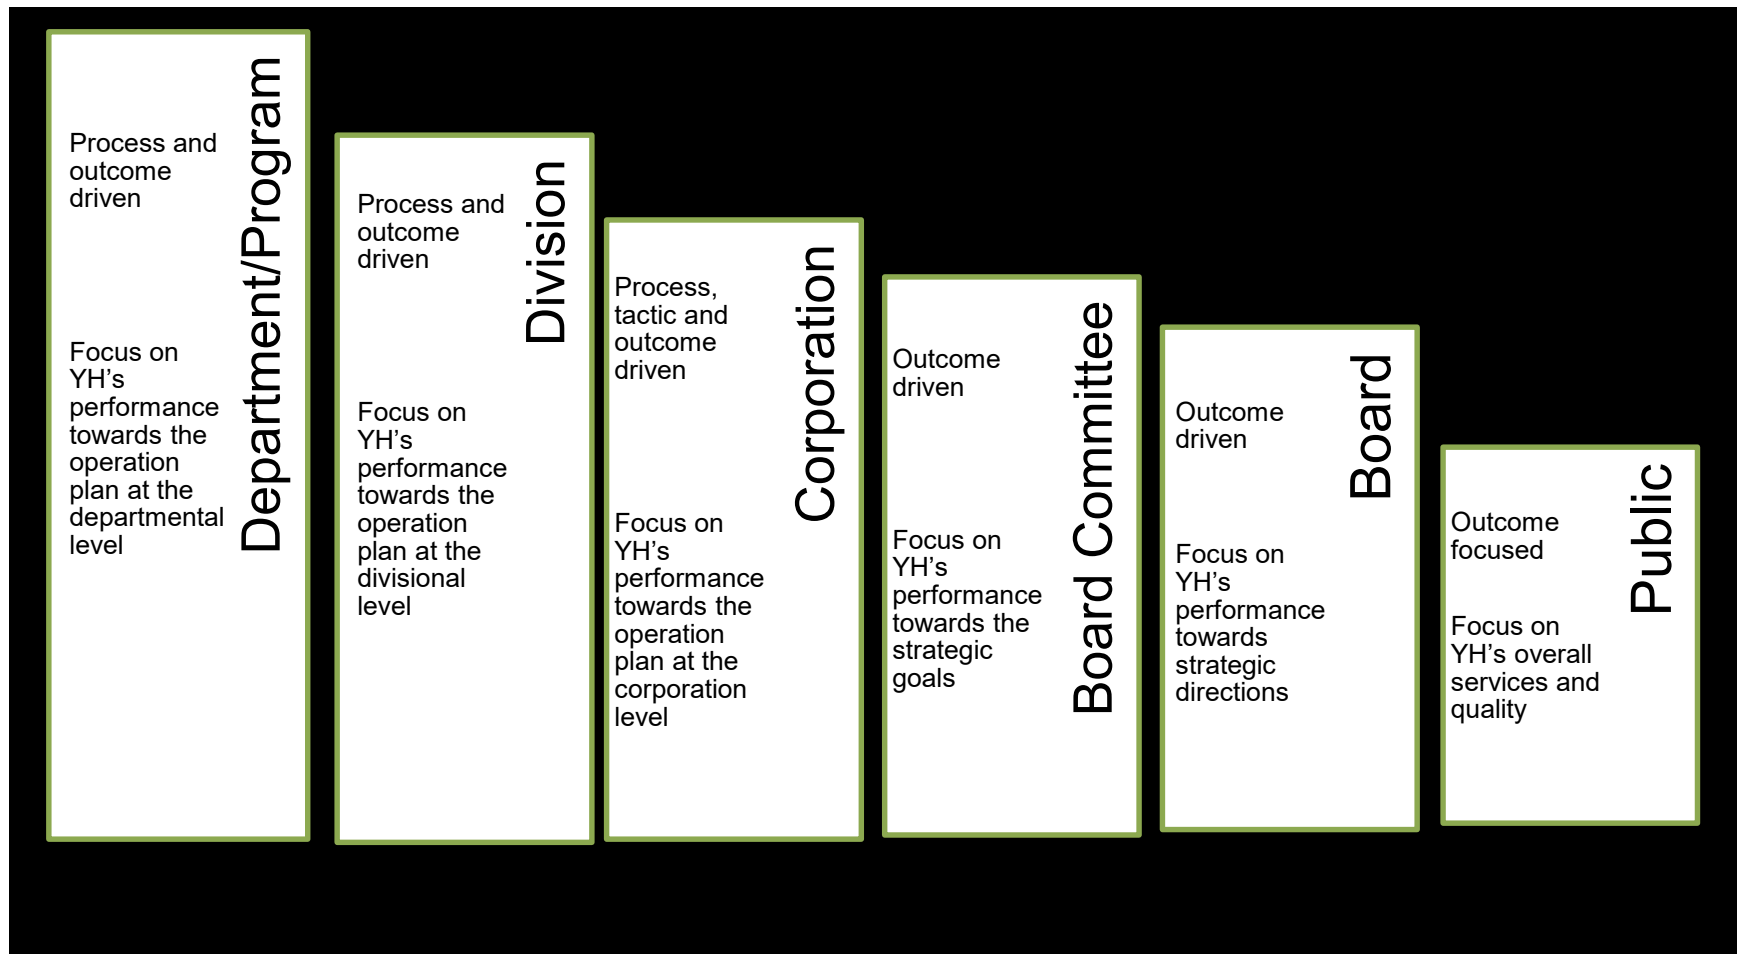 Process and
outcome
driven
Focus on
YH’s
performance
towards the
operation
plan at the
departmental
level
Department/Program
Process and
outcome
driven
Focus on
YH’s
performance
towards the
operation
plan at the
divisional
level
Division
Process,
tactic and
outcome
driven
Focus on
YH’s
performance
towards the
operation
plan at the
corporation
level
Corporation
Outcome
driven
Focus on
YH’s
performance
towards the
strategic
goals
Board Committee
Outcome
driven
Focus on
YH’s
performance
towards
strategic
directions
Board
Outcome
focused
Focus on
YH’s overall
services and
quality
Public